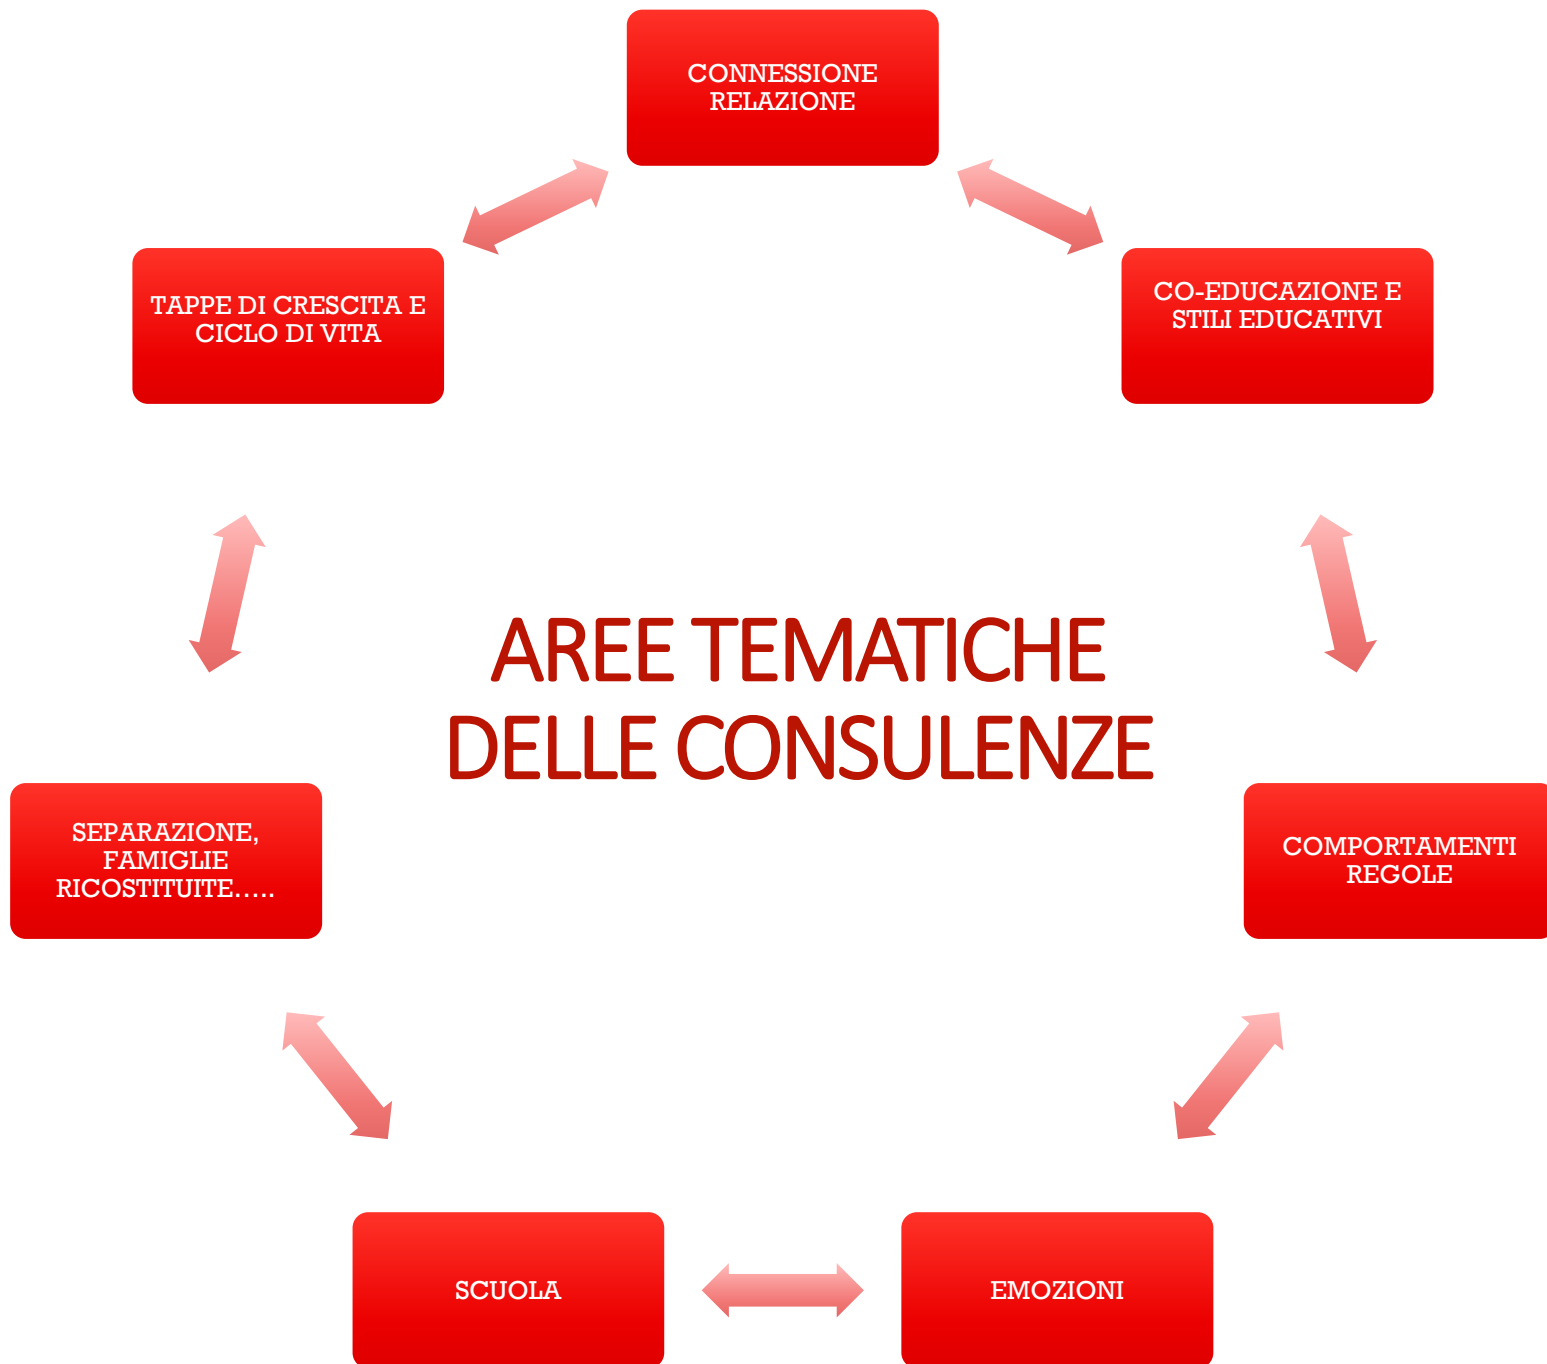 CONNESSIONE
RELAZIONE
TAPPE DI CRESCITA E
CICLO DI VITA
CO-EDUCAZIONE E
STILI EDUCATIVI
AREE TEMATICHE
DELLE CONSULENZE
SEPARAZIONE,
FAMIGLIE
RICOSTITUITE.....
COMPORTAMENTI
REGOLE
SCUOLA
EMOZIONI